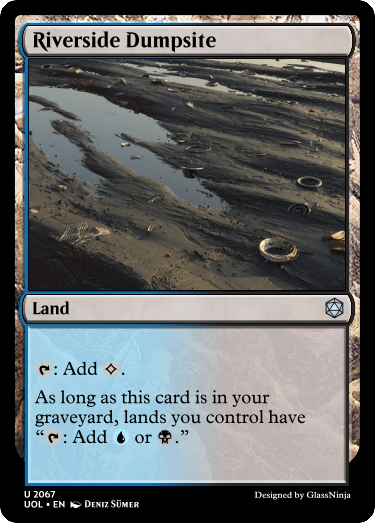 Riverside Dumpsite
Land
: Add .
As long as this card is in your
graveyard, lands you control have
“: Add or .”
U 2067
UOL • EN Deniz Sümer
Designed by GlassNinja